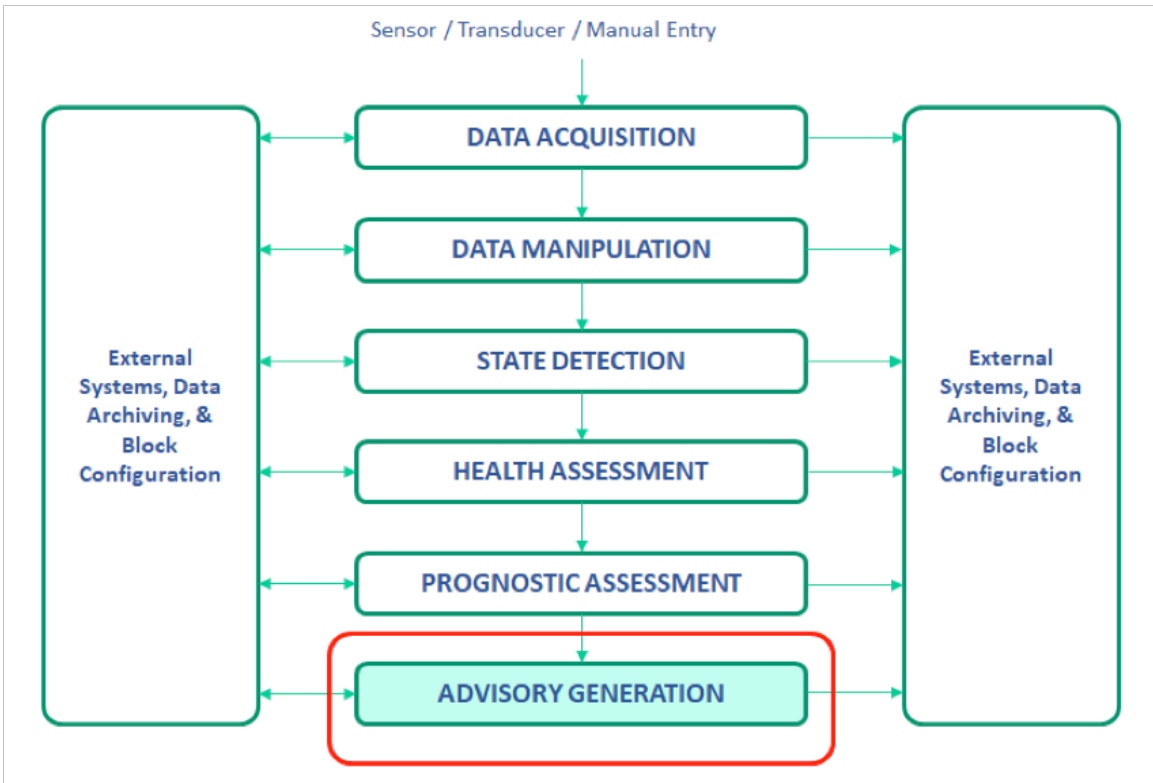 Sensor / Transducer / Manual Entry
DATA ACQUISITION
DATA MANIPULATION
STATE DETECTION
HEALTH ASSESSMENT
PROGNOSTIC ASSESSMENT
ADVISORY GENERATION
External
Systems, Data
Archiving, &
Block
Configuration
External
Systems, Data
Archiving, &
Block
Configuration